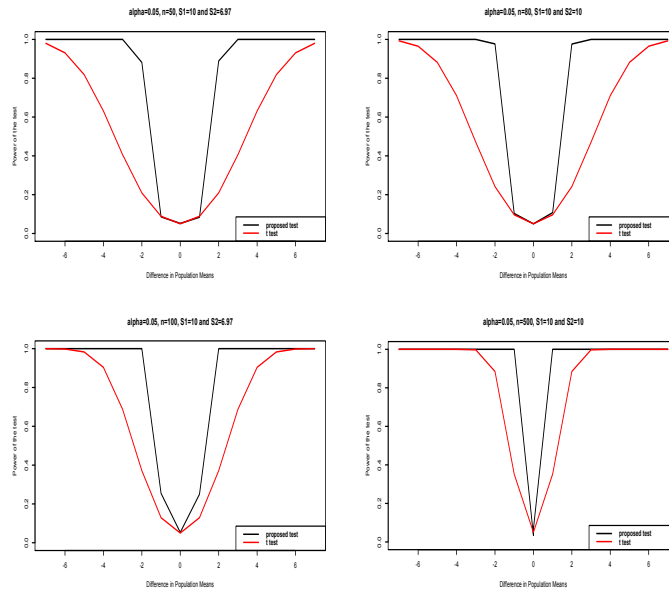 alpha=0.05, n=50, S1=10 and S2=6.97
Power of the test
0.0 0.2 0.4 0.6 0.8 1.0
-6 -4 -2 0 2 4 6
Difference in Population Means
proposed test
t test
alpha=0.05, n=80, S1=10 and S2=10
Power of the test
0.0 0.2 0.4 0.6 0.8 1.0
-6 -4 -2 0 2 4 6
Difference in Population Means
proposed test
t test
alpha=0.05, n=100, S1=10 and S2=6.97
Power of the test
0.0 0.2 0.4 0.6 0.8 1.0
-6 -4 -2 0 2 4 6
Difference in Population Means
proposed test
t test
alpha=0.05, n=500, S1=10 and S2=10
Power of the test
0.0 0.2 0.4 0.6 0.8 1.0
-6 -4 -2 0 2 4 6
Difference in Population Means
proposed test
t test